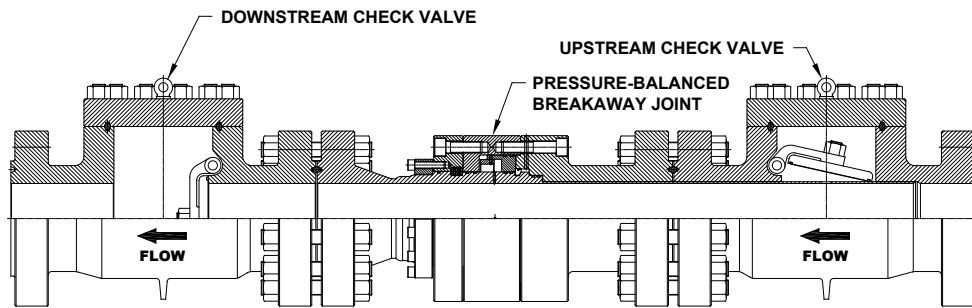 DOWNSTREAM CHECK VALVE
UPSTREAM CHECK VALVE
PRESSURE-BALANCED
BREAKAWAY JOINT
FLOW
FLOW